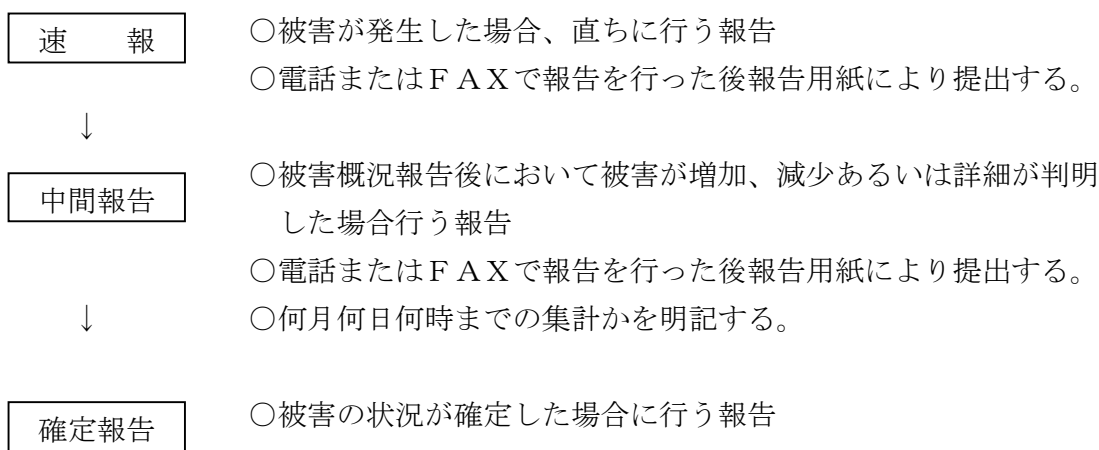 速　　報
○被害が発生した場合、直ちに行う報告
○電話またはＦＡＸで報告を行った後報告用紙により提出する。
↓
中間報告
○被害概況報告後において被害が増加、減少あるいは詳細が判明
した場合行う報告
○電話またはＦＡＸで報告を行った後報告用紙により提出する。
↓
○何月何日何時までの集計かを明記する。
確定報告
○被害の状況が確定した場合に行う報告